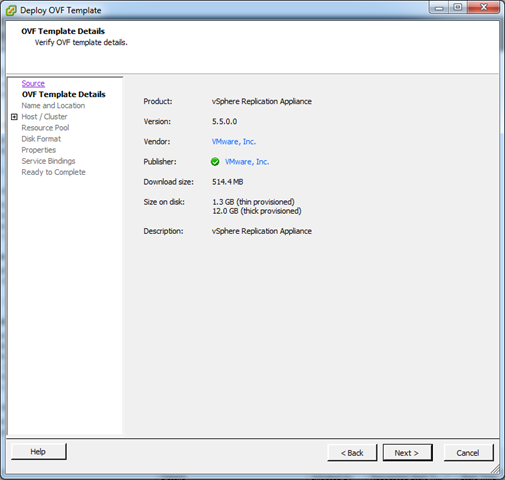 Deploy OVF Template
OVF Template Details
Verify OVF template details.
Source
OVF Template Details
Name and Location
Host / Cluster
Resource Pool
Disk Format
Properties
Service Bindings
Ready to Complete
Product: vSphere Replication Appliance
Version: 5.5.0.0
Vendor: VMware, Inc.
Publisher: VMware, Inc.
Download size: 514.4 MB
Size on disk: 1.3 GB (thin provisioned)
12.0 GB (thick provisioned)
Description: vSphere Replication Appliance
Help < Back Next > Cancel